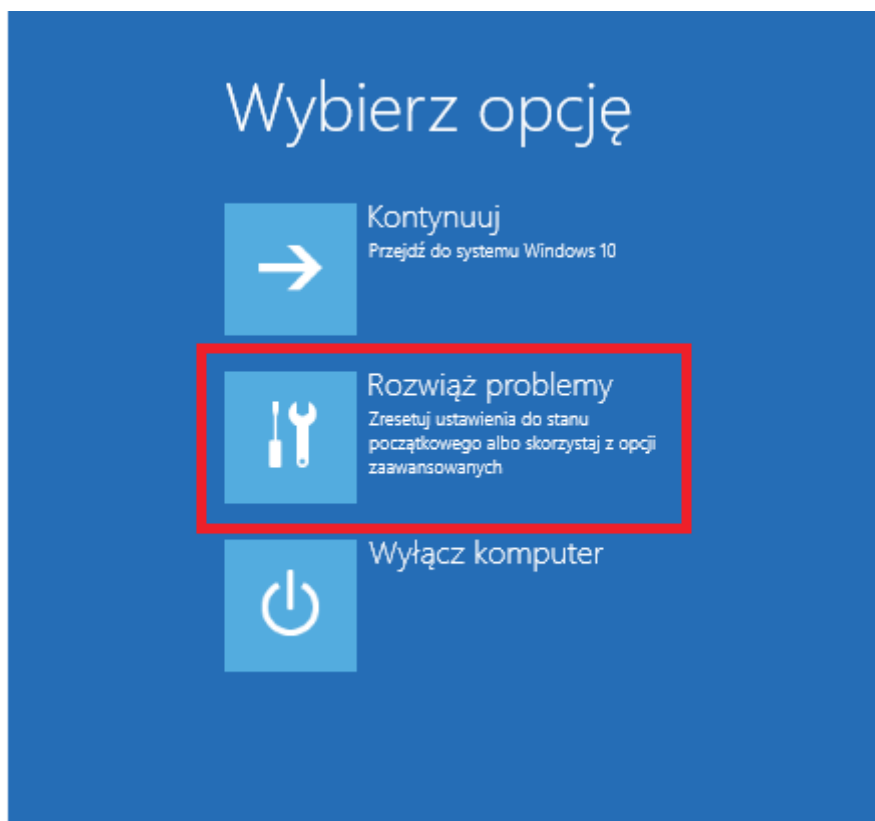 Wybierz opcję
Kontynuuj
Przejdź do systemu Windows 10
Rozwiąż problemy
Zresetuj ustawienia do stanu
początkowego albo skorzystaj z opcji
zaawansowanych
Wyłącz komputer